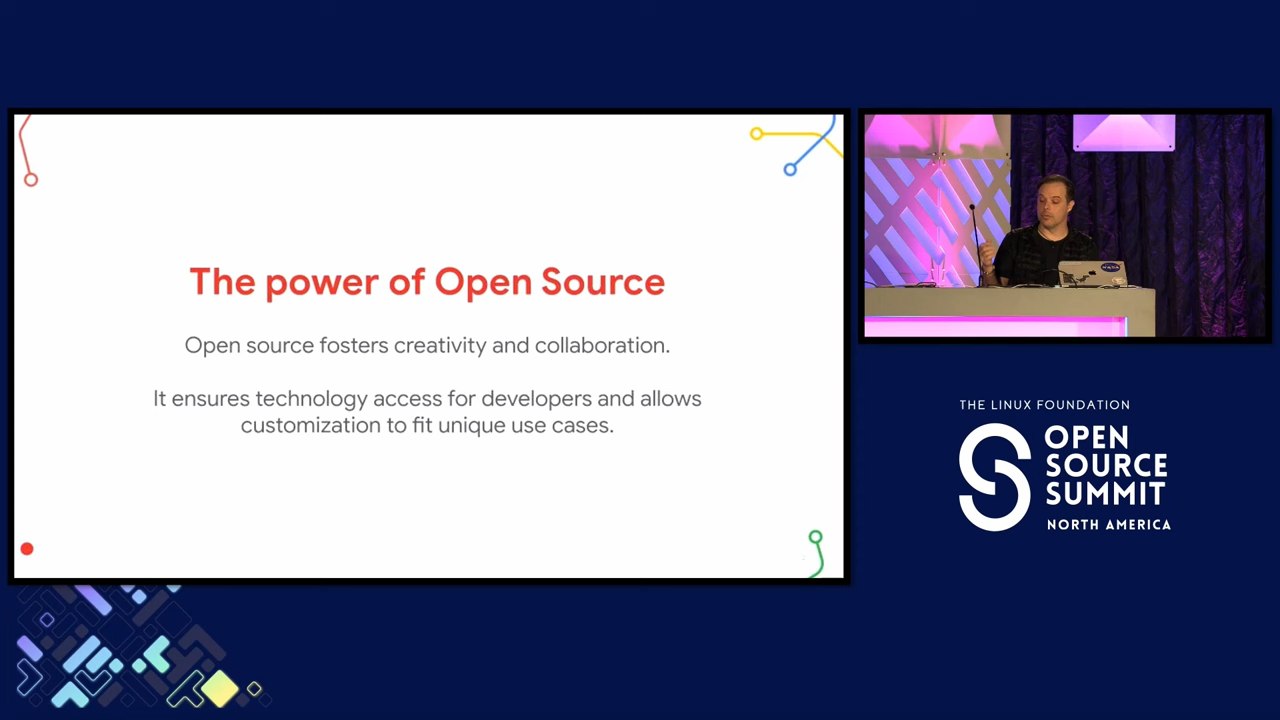 The power of Open Source
Open source fosters creativity and collaboration.
It ensures technology access for developers and allows
customization to fit unique use cases.
THE LINUX FOUNDATION
OPEN
SOURCE
SUMMIT
NORTH AMERICA